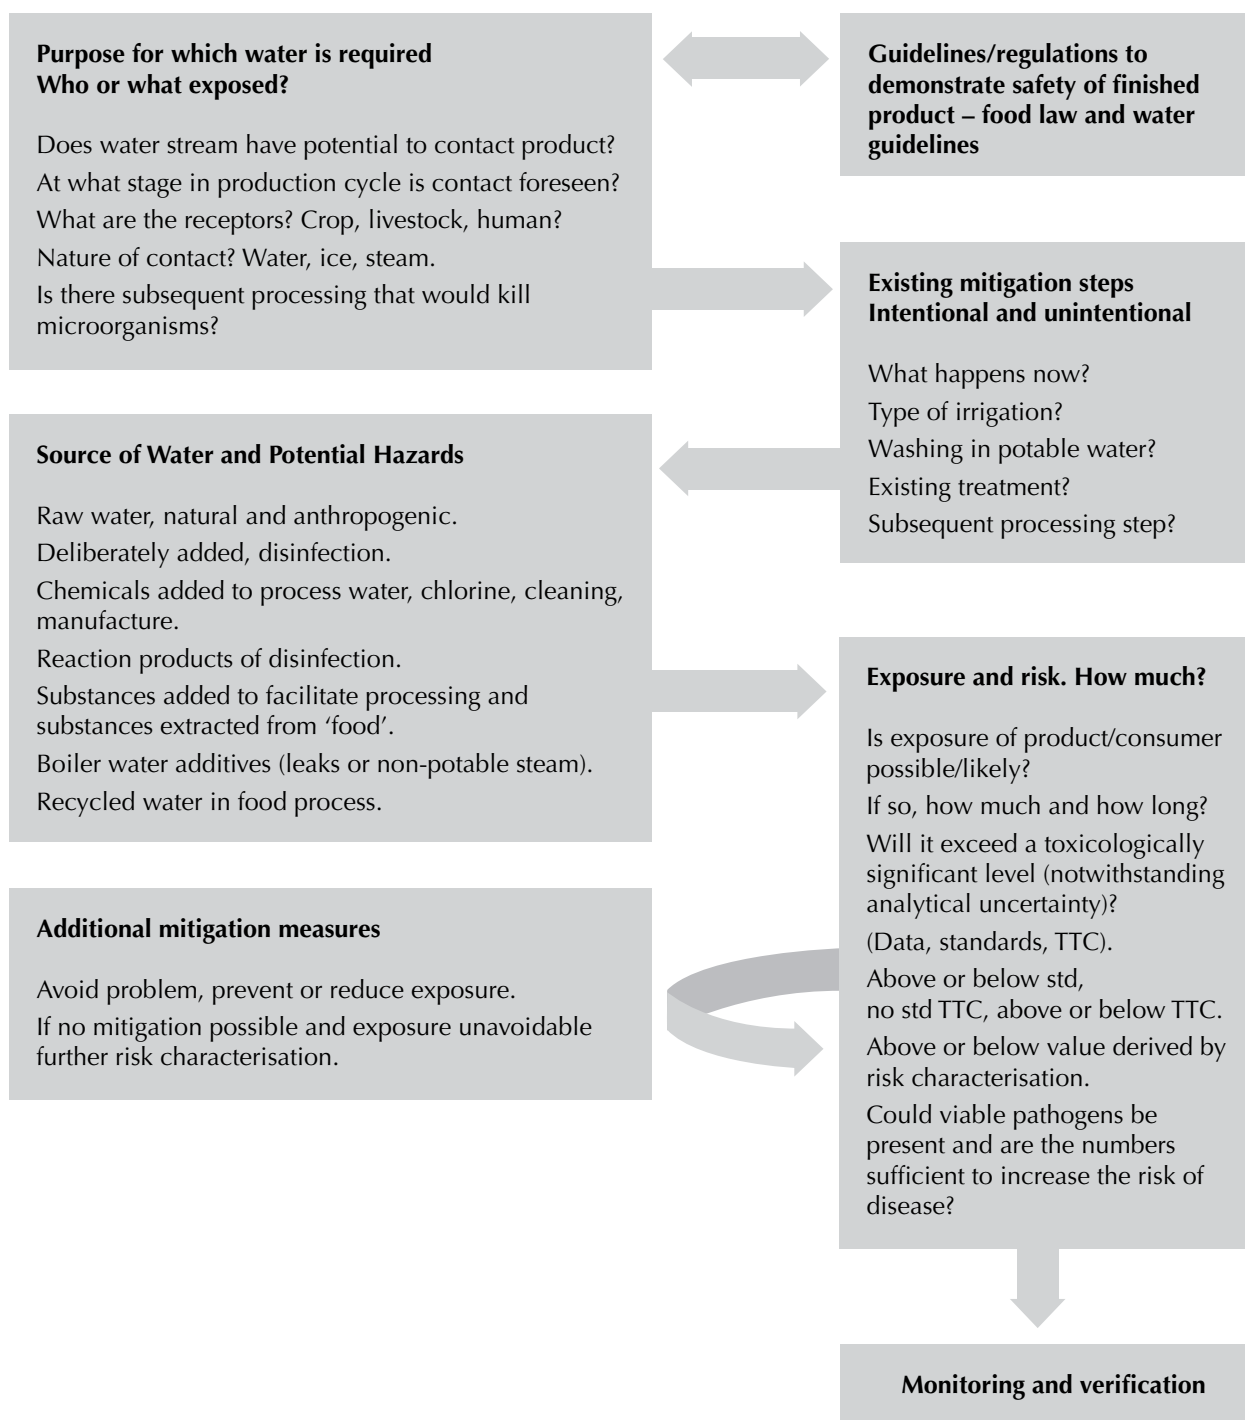 Purpose for which water is required
Who or what exposed?
Does water stream have potential to contact product?
At what stage in production cycle is contact foreseen?
What are the receptors? Crop, livestock, human?
Nature of contact? Water, ice, steam.
Is there subsequent processing that would kill
microorganisms?
Guidelines/regulations to
demonstrate safety of finished
product – food law and water
guidelines
Existing mitigation steps
Intentional and unintentional
What happens now?
Type of irrigation?
Washing in potable water?
Existing treatment?
Subsequent processing step?
Source of Water and Potential Hazards
Raw water, natural and anthropogenic.
Deliberately added, disinfection.
Chemicals added to process water, chlorine, cleaning,
manufacture.
Reaction products of disinfection.
Substances added to facilitate processing and
substances extracted from ‘food’.
Boiler water additives (leaks or non-potable steam).
Recycled water in food process.
Exposure and risk. How much?
Is exposure of product/consumer
possible/likely?
If so, how much and how long?
Will it exceed a toxicologically
significant level (notwithstanding
analytical uncertainty)?
(Data, standards, TTC).
Above or below std,
no std TTC, above or below TTC.
Above or below value derived by
risk characterisation.
Could viable pathogens be
present and are the numbers
sufficient to increase the risk of
disease?
Additional mitigation measures
Avoid problem, prevent or reduce exposure.
If no mitigation possible and exposure unavoidable
further risk characterisation.
Monitoring and verification